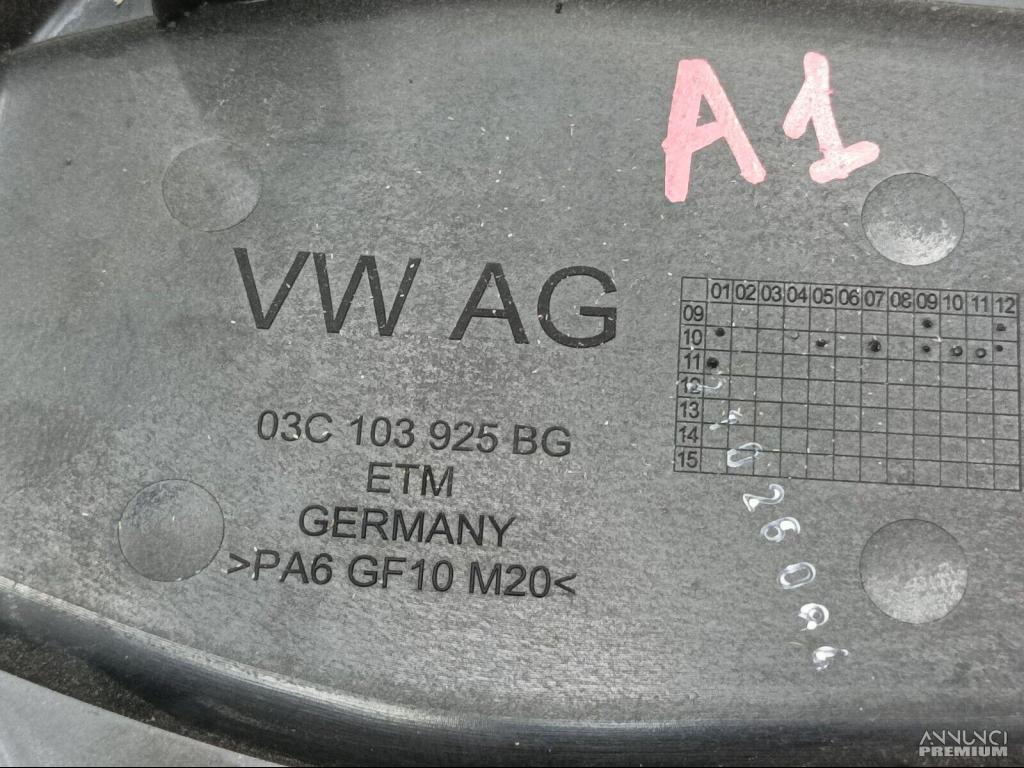 A1
VW AG
01 02 03 04 05 06 07 08 09 10 11 12
09
10
11
12
13
14
15
03C 103 925 BG
ETM
GERMANY
>PA6 GF10 M20<
ANNUNCI
PREMIUM